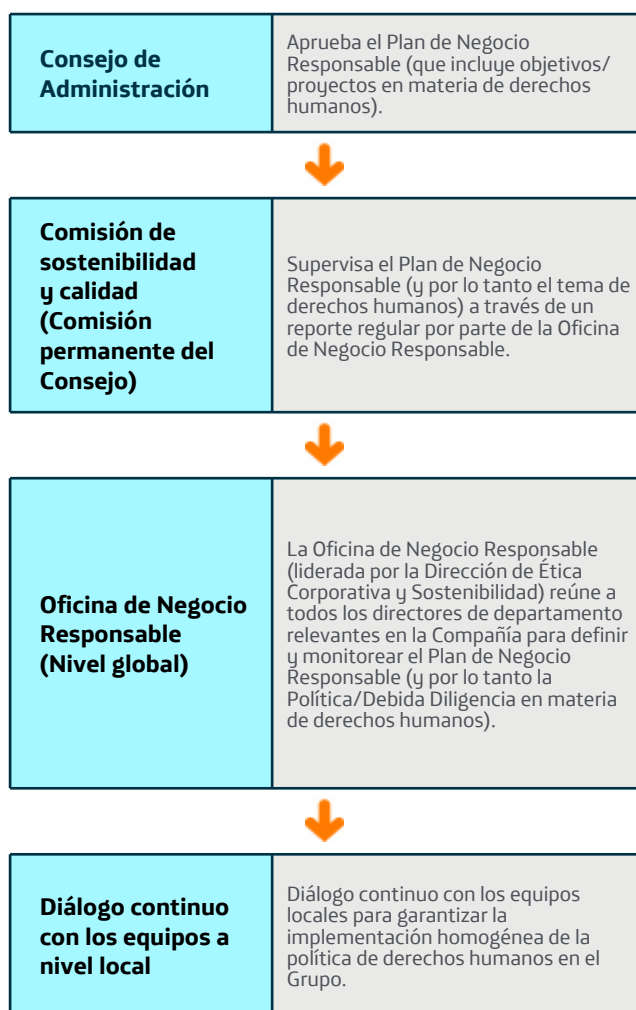 Consejo de
Administración
Aprueba el Plan de Negocio
Responsable (que incluye objetivos/
proyectos en materia de derechos
humanos).
Comisión de
sostenibilidad
y calidad
(Comisión
permanente del
Consejo)
Supervisa el Plan de Negocio
Responsable (y por lo tanto el tema de
derechos humanos) a través de un
reporte regular por parte de la Oficina
de Negocio Responsable.
Oficina de Negocio
Responsable
(Nivel global)
La Oficina de Negocio Responsable
(liderada por la Dirección de Ética
Corporativa y Sostenibilidad) reúne a
todos los directores de departamento
relevantes en la Compañía para definir
y monitorear el Plan de Negocio
Responsable (y por lo tanto la
Política/Debida Diligencia en materia
de derechos humanos).
Diálogo continuo
con los equipos a
nivel local
Diálogo continuo con los equipos
locales para garantizar la
implementación homogénea de la
política de derechos humanos en el
Grupo.